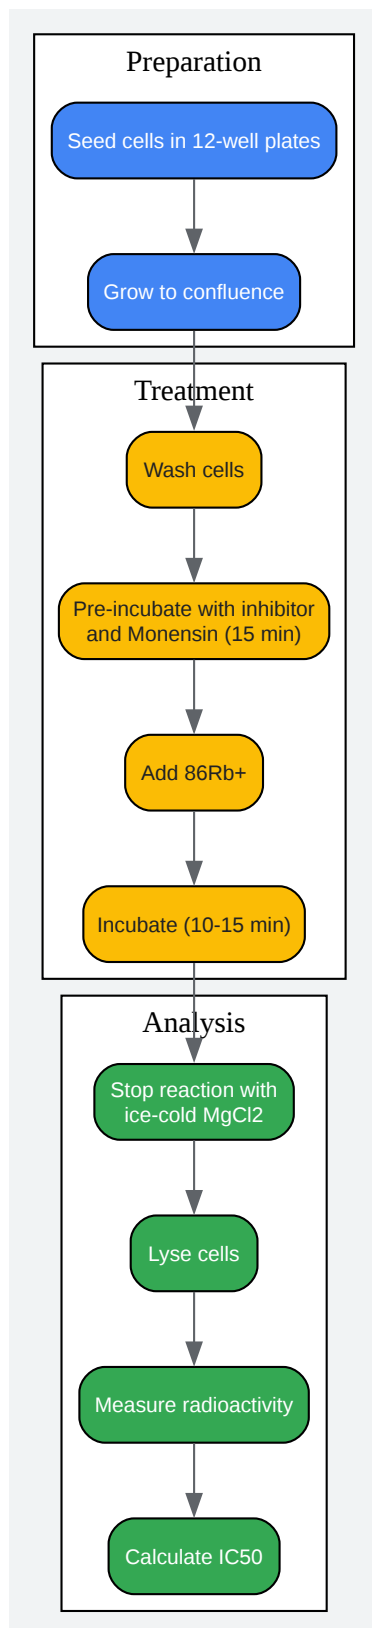 Preparation
Seed cells in 12-well plates
Grow to confluence
Treatment
Wash cells
Pre-incubate with inhibitor
and Monensin (15 min)
Add 86Rb+
Incubate (10-15 min)
Analysis
Stop reaction with
ice-cold MgCl2
Lyse cells
Measure radioactivity
Calculate IC50